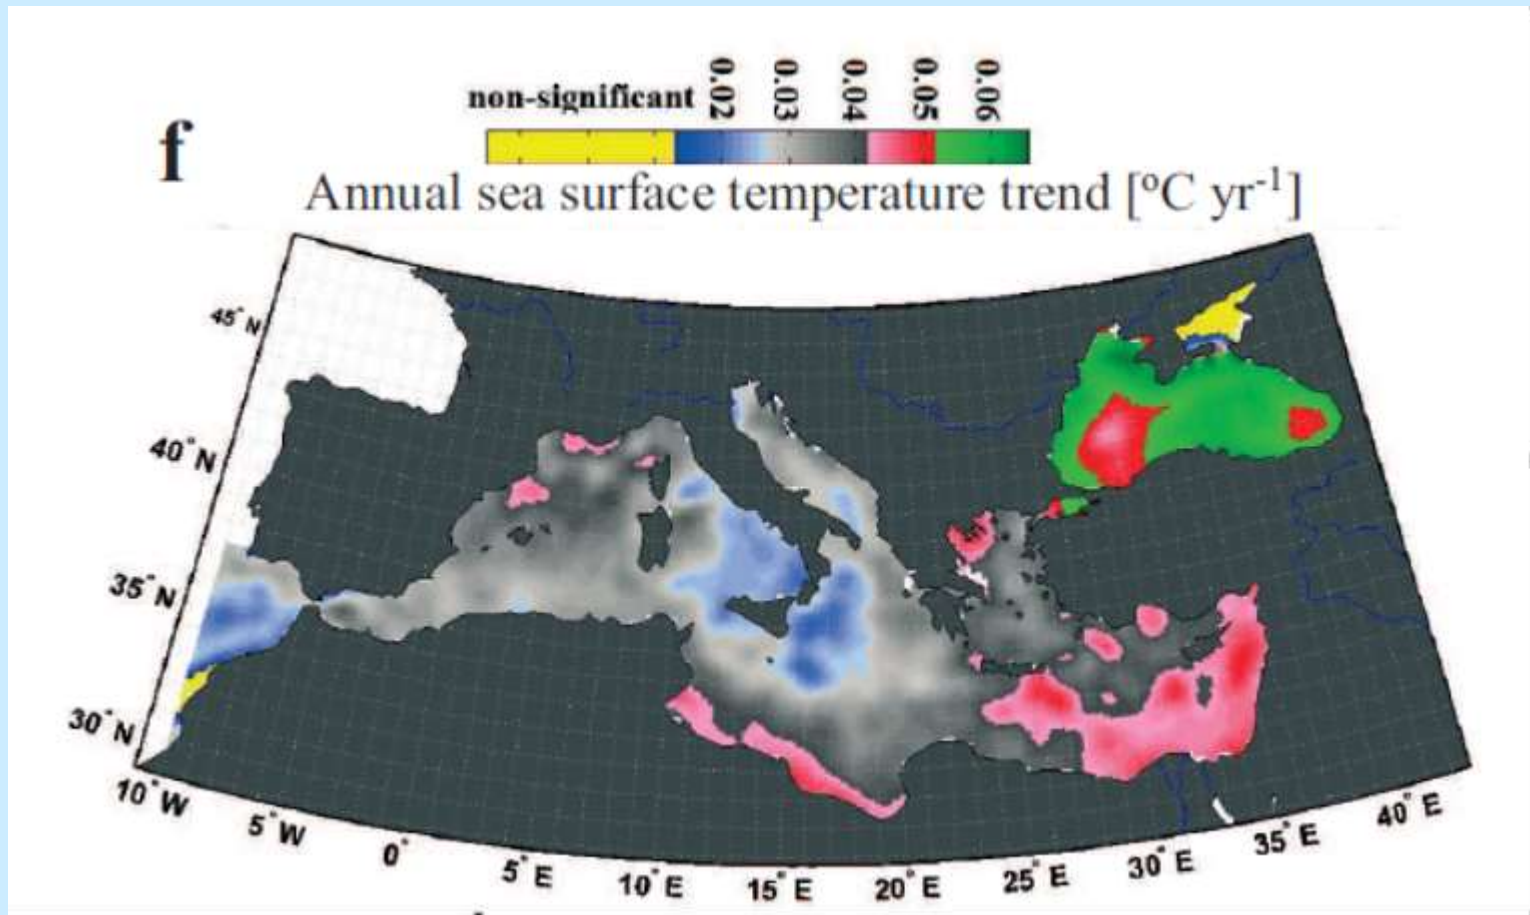 0.02 0.03 0.04 0.05 0.06
non-significant
f
Annual sea surface temperature trend [ºC yr⁻¹]
45° N
40° N
35° N
30° N
10° W
5° W
0°
5° E
10° E
15° E
20° E
25° E
30° E
35° E
40° E